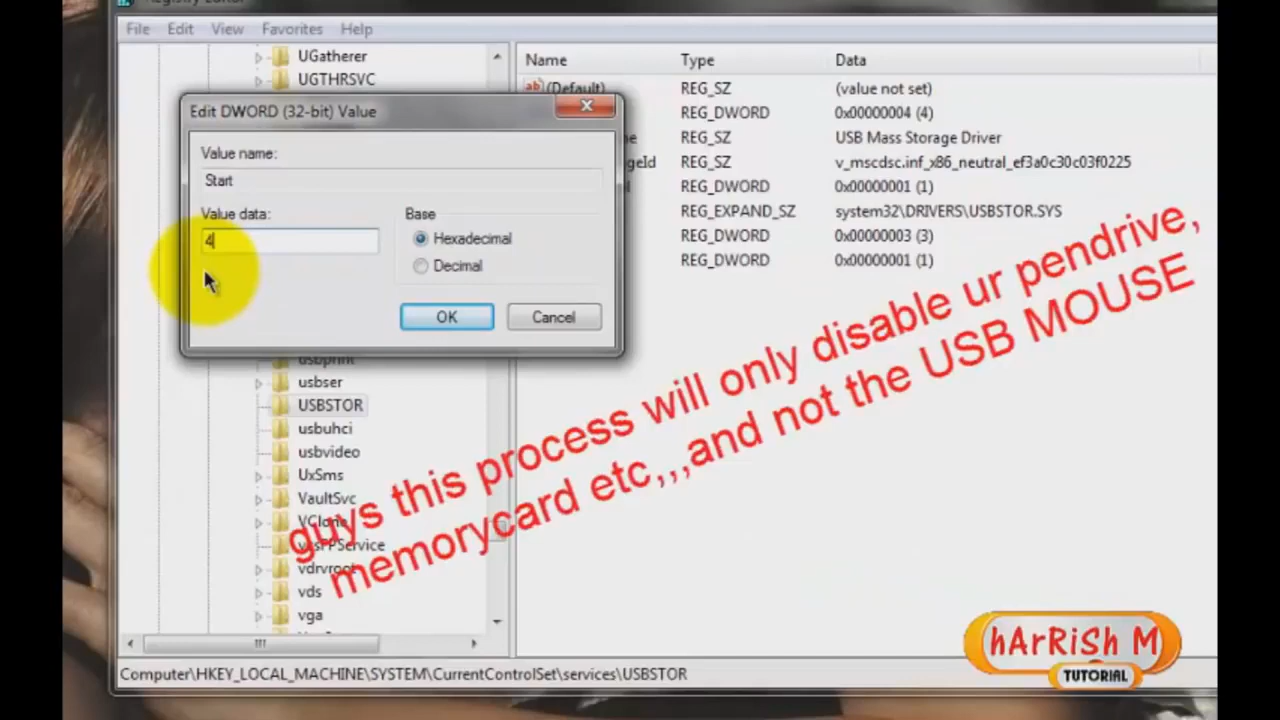 File Edit View Favorites Help
UGatherer
UGTHRSVC
Name Type Data
(Default) REG_SZ (value not set)
REG_DWORD 0x00000004 (4)
REG_SZ USB Mass Storage Driver
REG_SZ v_mscdsc.inf_x86_neutral_ef3a0c30c03f0225
REG_DWORD 0x00000001 (1)
REG_EXPAND_SZ system32\DRIVERS\USBSTOR.SYS
REG_DWORD 0x00000003 (3)
REG_DWORD 0x00000001 (1)
Edit DWORD (32-bit) Value
Value name:
Start
Value data:
4
Base
Hexadecimal
Decimal
OK Cancel
usbprint
usbser
USBSTOR
usbuhci
usbvideo
UxSms
VaultSvc
vdrvroot
vds
vga
guys this process will only disable ur pendrive,
memorycard etc,,,and not the USB MOUSE
hArRiSh M
TUTORIAL
Computer\HKEY_LOCAL_MACHINE\SYSTEM\CurrentControlSet\services\USBSTOR